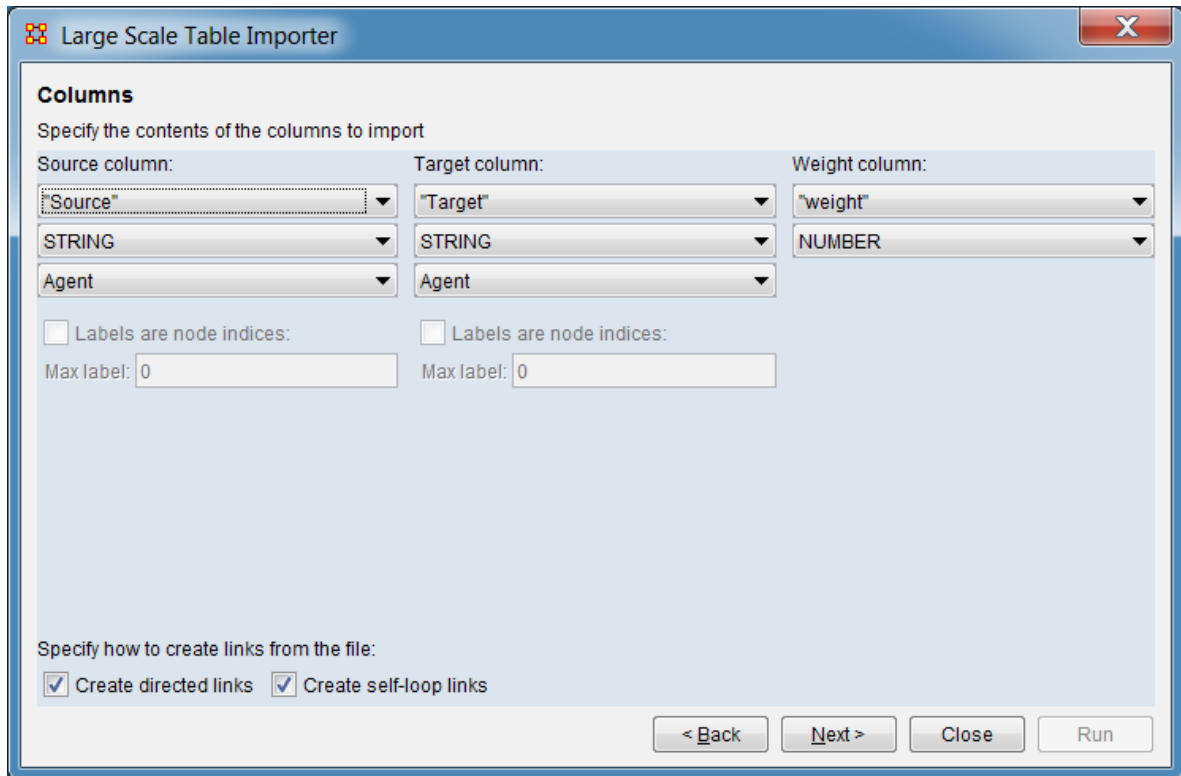 Large Scale Table Importer
X
Columns
Specify the contents of the columns to import
Source column: Target column: Weight column:
"Source" "Target" "weight"
STRING STRING NUMBER
Agent Agent
Labels are node indices: Labels are node indices:
Max label: 0 Max label: 0
Specify how to create links from the file:
Create directed links Create self-loop links
< Back Next > Close Run